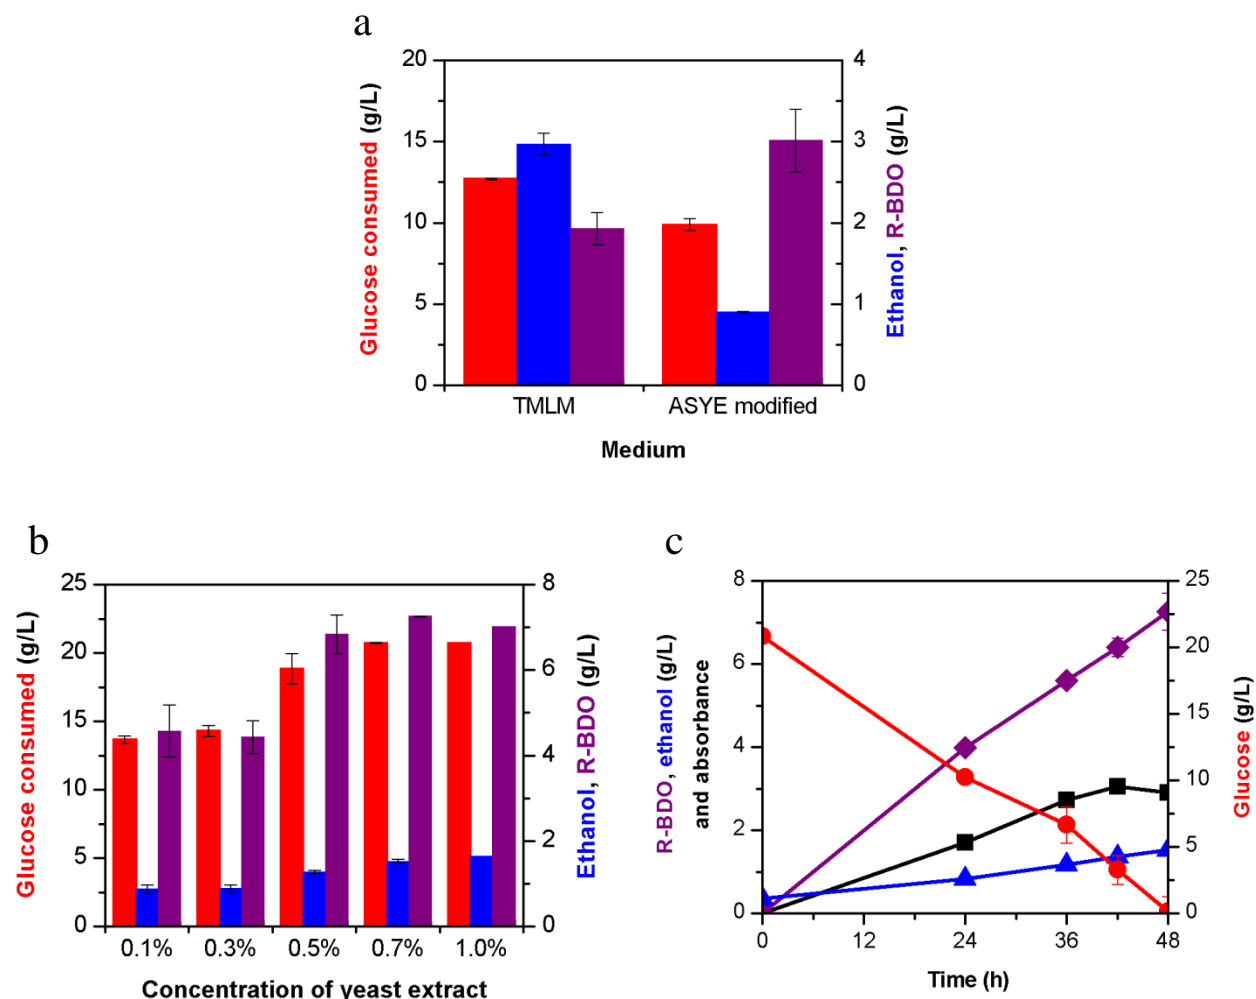 a
Glucose consumed (g/L)
20
15
10
5
0
4
3
2
1
0
Ethanol, R-BDO (g/L)
TMLM
ASYE modified
Medium
b
Glucose consumed (g/L)
25
20
15
10
5
0
8
6
4
2
0
Ethanol, R-BDO (g/L)
0.1%
0.3%
0.5%
0.7%
1.0%
Concentration of yeast extract
c
R-BDO, ethanol (g/L)
and absorbance
8
6
4
2
0
25
20
15
10
5
0
Glucose (g/L)
0
12
24
36
48
Time (h)